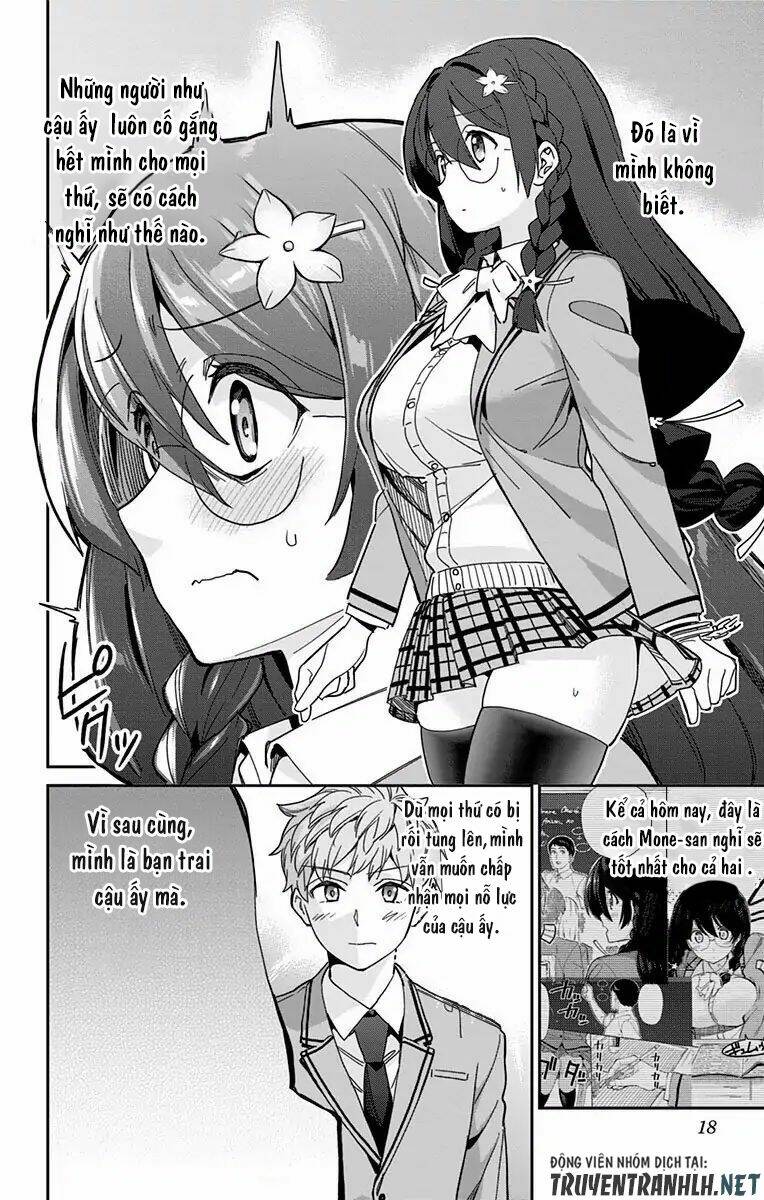 Đó là vì
mình không
biết.
Những người như
cậu ấy luôn cố gắng
hết mình cho mọi
thứ, sẽ có cách
nghĩ như thế nào.
ピクッ
Kể cả hôm nay, đây là
cách Mone-san nghĩ sẽ
tốt nhất cho cả hai .
Dù mọi thứ có bị
rối tung lên,mình
vẫn muốn chấp
nhận mọi nỗ lực
của cậu ấy.
Vì sau cùng,
mình là bạn trai
cậu ấy mà.
18
ĐỘNG VIÊN NHÓM DỊCH TẠI:
TRUYENTRANHLH.NET